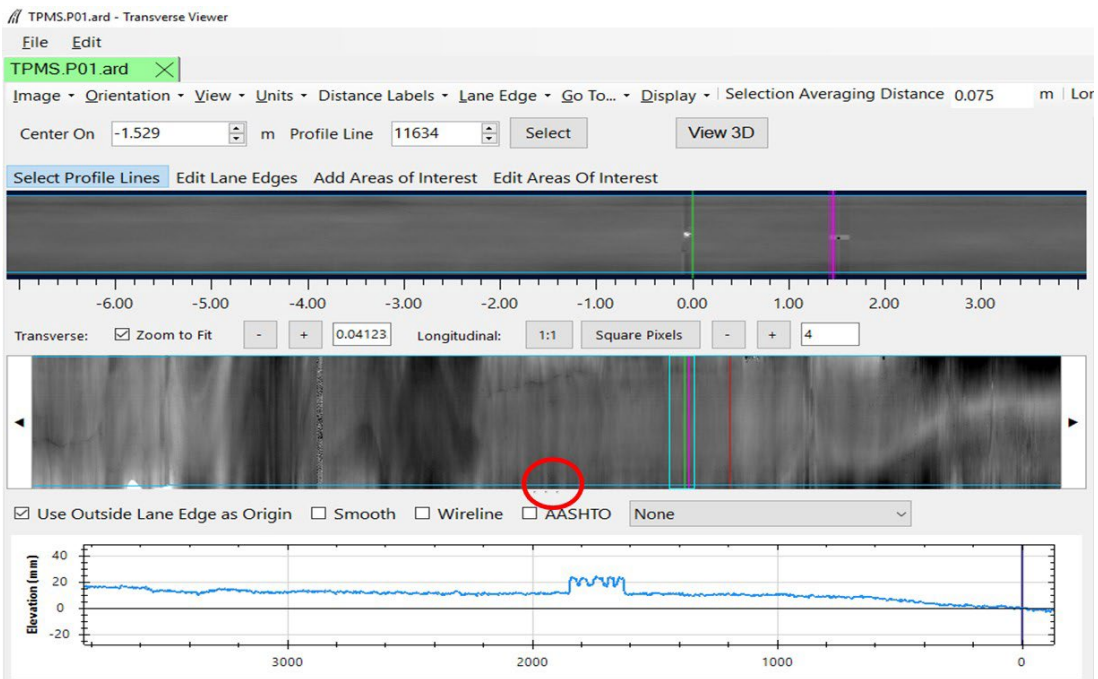 TPMS.P01.ard - Transverse Viewer
File Edit
TPMS.P01.ard
Image Orientation View Units Distance Labels Lane Edge Go To... Display Selection Averaging Distance 0.075 m Lor
Center On -1.529 m Profile Line 11634 Select View 3D
Select Profile Lines Edit Lane Edges Add Areas of Interest Edit Areas Of Interest
-6.00 -5.00 -4.00 -3.00 -2.00 -1.00 0.00 1.00 2.00 3.00
Transverse: Zoom to Fit - + 0.04123 Longitudinal: 1:1 Square Pixels - + 4
Use Outside Lane Edge as Origin Smooth Wireline AASHTO None
Elevation (mm)
40
20
0
-20
3000 2000 1000 0